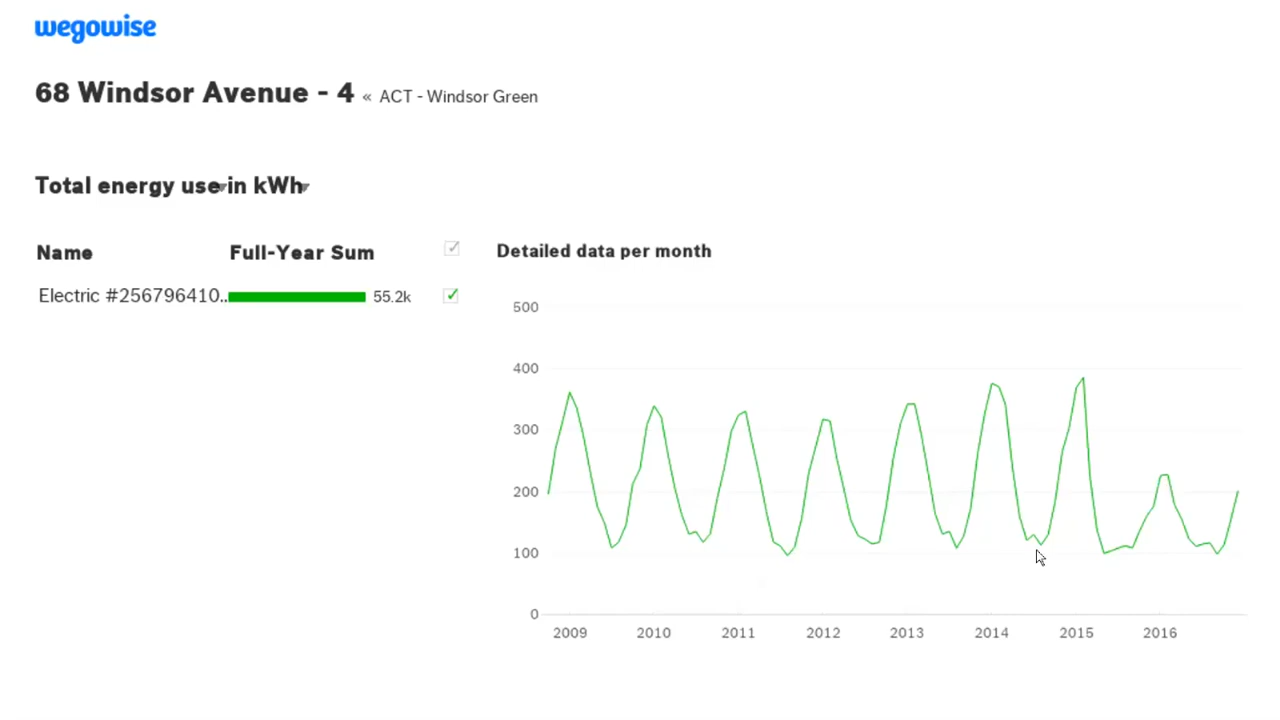 wegowise
68 Windsor Avenue - 4 « ACT - Windsor Green
Total energy use in kWh
Name Full-Year Sum Detailed data per month
Electric #256796410.. 55.2k
500
400
300
200
100
0
2009 2010 2011 2012 2013 2014 2015 2016